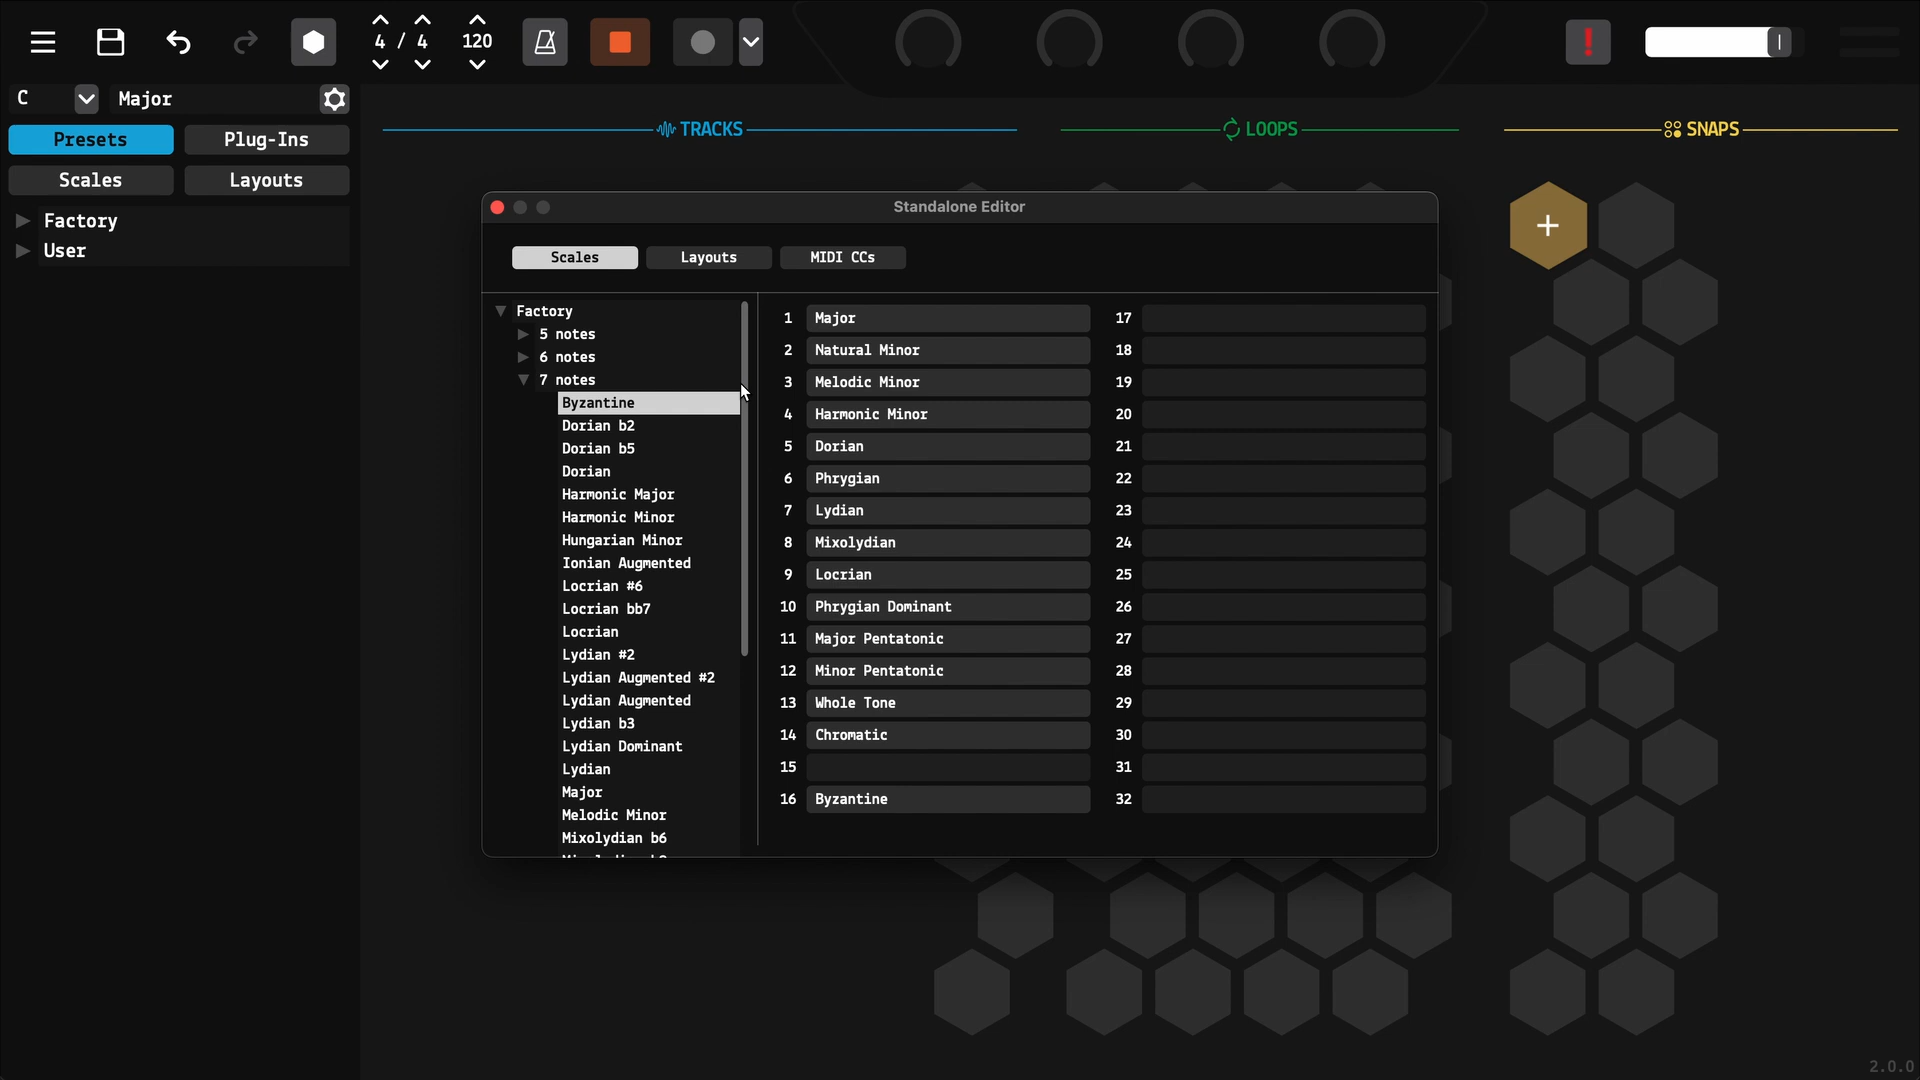 4 / 4
120
C
Major
Presets
Plug-Ins
Scales
Layouts
Factory
User
TRACKS
LOOPS
SNAPS
Standalone Editor
Scales
Layouts
MIDI CCs
Factory
5 notes
6 notes
7 notes
Byzantine
Dorian b2
Dorian b5
Dorian
Harmonic Major
Harmonic Minor
Hungarian Minor
Ionian Augmented
Locrian #6
Locrian bb7
Locrian
Lydian #2
Lydian Augmented #2
Lydian Augmented
Lydian b3
Lydian Dominant
Lydian
Major
Melodic Minor
Mixolydian b6
1 Major
2 Natural Minor
3 Melodic Minor
4 Harmonic Minor
5 Dorian
6 Phrygian
7 Lydian
8 Mixolydian
9 Locrian
10 Phrygian Dominant
11 Major Pentatonic
12 Minor Pentatonic
13 Whole Tone
14 Chromatic
15
16 Byzantine
17
18
19
20
21
22
23
24
25
26
27
28
29
30
31
32
2.0.0